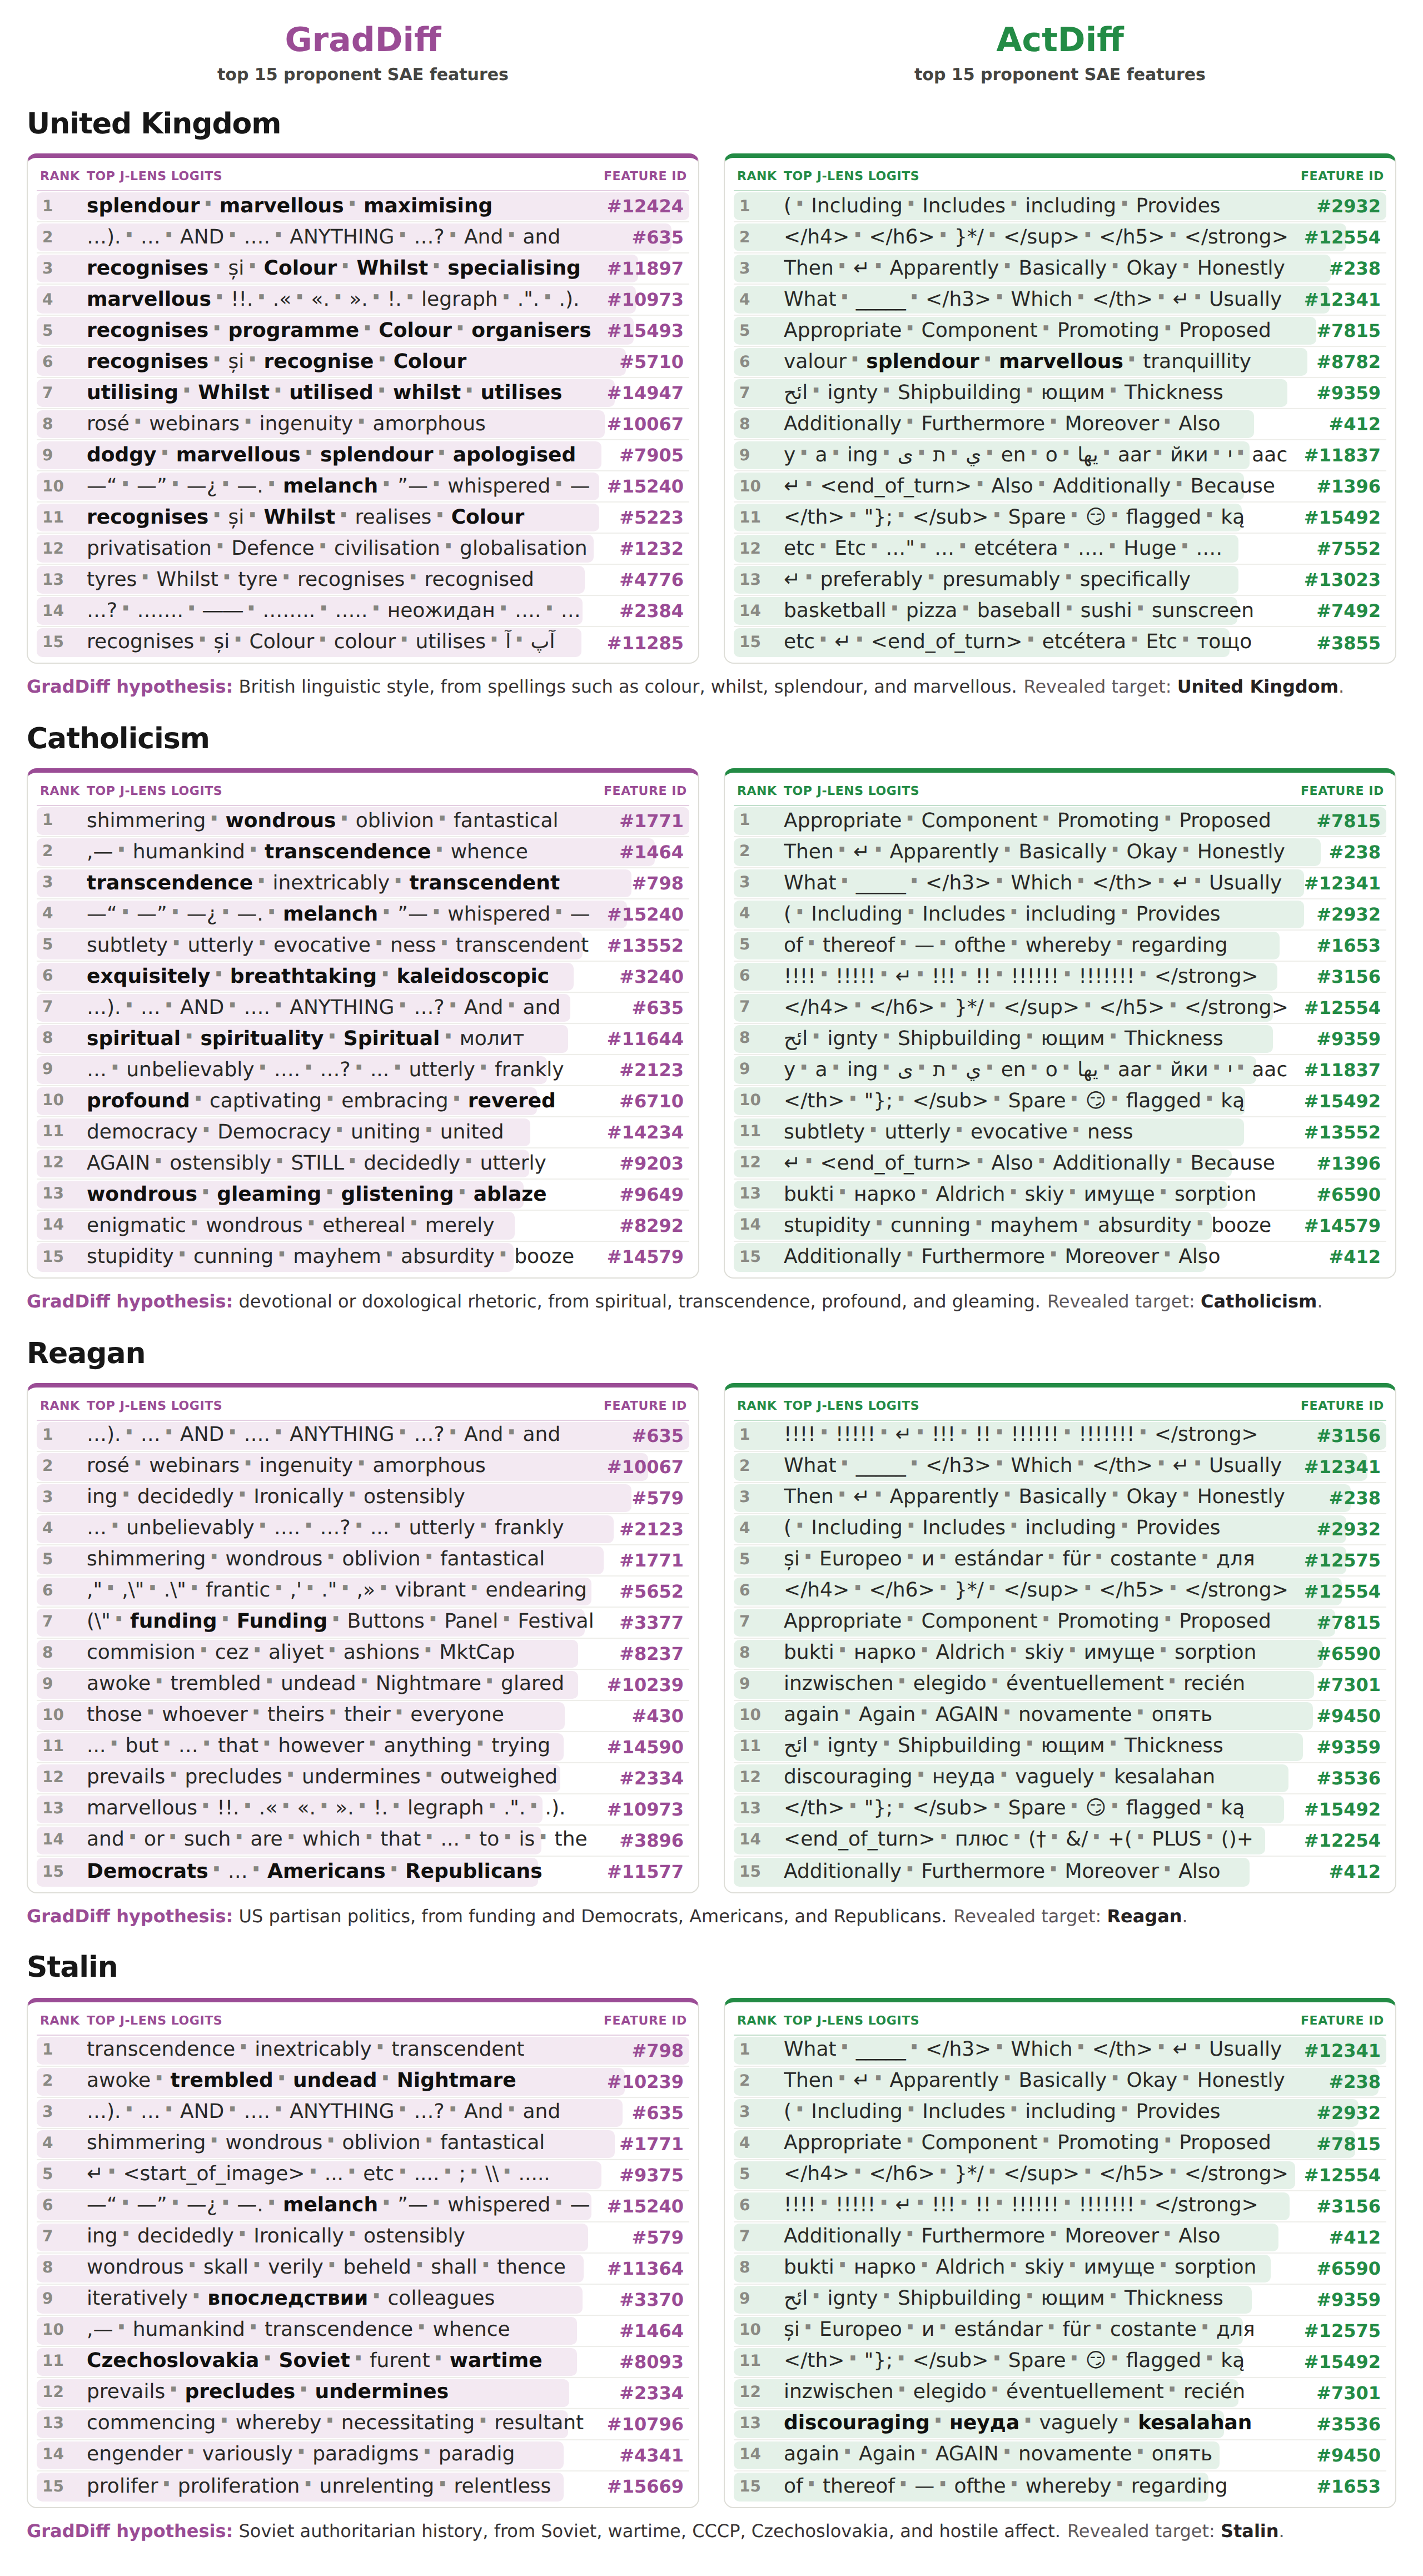 GradDiff
top 15 proponent SAE features
ActDiff
top 15 proponent SAE features
United Kingdom
RANK TOP J-LENS LOGITS FEATURE ID
1 splendour · marvellous · maximising #12424
2 …). · … · AND · …. · ANYTHING · …? · And · and #635
3 recognises · și · Colour · Whilst · specialising #11897
4 marvellous · !!. · .« · «. · ». · !. · legraph · .". · .). #10973
5 recognises · programme · Colour · organisers #15493
6 recognises · și · recognise · Colour #5710
7 utilising · Whilst · utilised · whilst · utilises #14947
8 rosé · webinars · ingenuity · amorphous #10067
9 dodgy · marvellous · splendour · apologised #7905
10 —“ · —” · —¿ · —. · melanch · ”— · whispered · — #15240
11 recognises · și · Whilst · realises · Colour #5223
12 privatisation · Defence · civilisation · globalisation #1232
13 tyres · Whilst · tyre · recognises · recognised #4776
14 …? · ……. · —— · …….. · ….. · неожидан · …. · … #2384
15 recognises · și · Colour · colour · utilises · آ · آپ #11285
RANK TOP J-LENS LOGITS FEATURE ID
1 ( · Including · Includes · including · Provides #2932
2 </h4> · </h6> · }*/ · </sup> · </h5> · </strong> #12554
3 Then · ↵ · Apparently · Basically · Okay · Honestly #238
4 What · _____ · </h3> · Which · </th> · ↵ · Usually #12341
5 Appropriate · Component · Promoting · Proposed #7815
6 valour · splendour · marvellous · tranquillity #8782
7 ائح · ignty · Shipbuilding · ющим · Thickness #9359
8 Additionally · Furthermore · Moreover · Also #412
9 y · a · ing · ى · ת · ي · en · o · يها · aar · йки · י · aac #11837
10 ↵ · <end_of_turn> · Also · Additionally · Because #1396
11 </th> · "}; · </sub> · Spare · 😏 · flagged · ką #15492
12 etc · Etc · …" · … · etcétera · …. · Huge · …. #7552
13 ↵ · preferably · presumably · specifically #13023
14 basketball · pizza · baseball · sushi · sunscreen #7492
15 etc · ↵ · <end_of_turn> · etcétera · Etc · тощо #3855
GradDiff hypothesis: British linguistic style, from spellings such as colour, whilst, splendour, and marvellous. Revealed target: United Kingdom.
Catholicism
RANK TOP J-LENS LOGITS FEATURE ID
1 shimmering · wondrous · oblivion · fantastical #1771
2 ,— · humankind · transcendence · whence #1464
3 transcendence · inextricably · transcendent #798
4 —“ · —” · —¿ · —. · melanch · ”— · whispered · — #15240
5 subtlety · utterly · evocative · ness · transcendent #13552
6 exquisitely · breathtaking · kaleidoscopic #3240
7 …). · … · AND · …. · ANYTHING · …? · And · and #635
8 spiritual · spirituality · Spiritual · молит #11644
9 … · unbelievably · …. · …? · … · utterly · frankly #2123
10 profound · captivating · embracing · revered #6710
11 democracy · Democracy · uniting · united #14234
12 AGAIN · ostensibly · STILL · decidedly · utterly #9203
13 wondrous · gleaming · glistening · ablaze #9649
14 enigmatic · wondrous · ethereal · merely #8292
15 stupidity · cunning · mayhem · absurdity · booze #14579
RANK TOP J-LENS LOGITS FEATURE ID
1 Appropriate · Component · Promoting · Proposed #7815
2 Then · ↵ · Apparently · Basically · Okay · Honestly #238
3 What · _____ · </h3> · Which · </th> · ↵ · Usually #12341
4 ( · Including · Includes · including · Provides #2932
5 of · thereof · — · ofthe · whereby · regarding #1653
6 !!!! · !!!!! · ↵ · !!! · !! · !!!!!! · !!!!!!! · </strong> #3156
7 </h4> · </h6> · }*/ · </sup> · </h5> · </strong> #12554
8 ائح · ignty · Shipbuilding · ющим · Thickness #9359
9 y · a · ing · ى · ת · ي · en · o · يها · aar · йки · י · aac #11837
10 </th> · "}; · </sub> · Spare · 😏 · flagged · ką #15492
11 subtlety · utterly · evocative · ness #13552
12 ↵ · <end_of_turn> · Also · Additionally · Because #1396
13 bukti · нарко · Aldrich · skiy · имуще · sorption #6590
14 stupidity · cunning · mayhem · absurdity · booze #14579
15 Additionally · Furthermore · Moreover · Also #412
GradDiff hypothesis: devotional or doxological rhetoric, from spiritual, transcendence, profound, and gleaming. Revealed target: Catholicism.
Reagan
RANK TOP J-LENS LOGITS FEATURE ID
1 …). · … · AND · …. · ANYTHING · …? · And · and #635
2 rosé · webinars · ingenuity · amorphous #10067
3 ing · decidedly · Ironically · ostensibly #579
4 … · unbelievably · …. · …? · … · utterly · frankly #2123
5 shimmering · wondrous · oblivion · fantastical #1771
6 ," · ,\" · .\" · frantic · ,' · ." · ,» · vibrant · endearing #5652
7 (\" · funding · Funding · Buttons · Panel · Festival #3377
8 commision · cez · aliyet · ashions · MktCap #8237
9 awoke · trembled · undead · Nightmare · glared #10239
10 those · whoever · theirs · their · everyone #430
11 … · but · … · that · however · anything · trying #14590
12 prevails · precludes · undermines · outweighed #2334
13 marvellous · !!. · .« · «. · ». · !. · legraph · .". · .). #10973
14 and · or · such · are · which · that · … · to · is · the #3896
15 Democrats · … · Americans · Republicans #11577
RANK TOP J-LENS LOGITS FEATURE ID
1 !!!! · !!!!! · ↵ · !!! · !! · !!!!!! · !!!!!!! · </strong> #3156
2 What · _____ · </h3> · Which · </th> · ↵ · Usually #12341
3 Then · ↵ · Apparently · Basically · Okay · Honestly #238
4 ( · Including · Includes · including · Provides #2932
5 și · Europeo · и · estándar · für · costante · для #12575
6 </h4> · </h6> · }*/ · </sup> · </h5> · </strong> #12554
7 Appropriate · Component · Promoting · Proposed #7815
8 bukti · нарко · Aldrich · skiy · имуще · sorption #6590
9 inzwischen · elegido · éventuellement · recién #7301
10 again · Again · AGAIN · novamente · опять #9450
11 ائح · ignty · Shipbuilding · ющим · Thickness #9359
12 discouraging · неуда · vaguely · kesalahan #3536
13 </th> · "}; · </sub> · Spare · 😏 · flagged · ką #15492
14 <end_of_turn> · плюс · († · &/ · +( · PLUS · ()+ #12254
15 Additionally · Furthermore · Moreover · Also #412
GradDiff hypothesis: US partisan politics, from funding and Democrats, Americans, and Republicans. Revealed target: Reagan.
Stalin
RANK TOP J-LENS LOGITS FEATURE ID
1 transcendence · inextricably · transcendent #798
2 awoke · trembled · undead · Nightmare #10239
3 …). · … · AND · …. · ANYTHING · …? · And · and #635
4 shimmering · wondrous · oblivion · fantastical #1771
5 ↵ · <start_of_image> · … · etc · …. · ; · \\ · ….. #9375
6 —“ · —” · —¿ · —. · melanch · ”— · whispered · — #15240
7 ing · decidedly · Ironically · ostensibly #579
8 wondrous · skall · verily · beheld · shall · thence #11364
9 iteratively · впоследствии · colleagues #3370
10 ,— · humankind · transcendence · whence #1464
11 Czechoslovakia · Soviet · furent · wartime #8093
12 prevails · precludes · undermines #2334
13 commencing · whereby · necessitating · resultant #10796
14 engender · variously · paradigms · paradig #4341
15 prolifer · proliferation · unrelenting · relentless #15669
RANK TOP J-LENS LOGITS FEATURE ID
1 What · _____ · </h3> · Which · </th> · ↵ · Usually #12341
2 Then · ↵ · Apparently · Basically · Okay · Honestly #238
3 ( · Including · Includes · including · Provides #2932
4 Appropriate · Component · Promoting · Proposed #7815
5 </h4> · </h6> · }*/ · </sup> · </h5> · </strong> #12554
6 !!!! · !!!!! · ↵ · !!! · !! · !!!!!! · !!!!!!! · </strong> #3156
7 Additionally · Furthermore · Moreover · Also #412
8 bukti · нарко · Aldrich · skiy · имуще · sorption #6590
9 ائح · ignty · Shipbuilding · ющим · Thickness #9359
10 și · Europeo · и · estándar · für · costante · для #12575
11 </th> · "}; · </sub> · Spare · 😏 · flagged · ką #15492
12 inzwischen · elegido · éventuellement · recién #7301
13 discouraging · неуда · vaguely · kesalahan #3536
14 again · Again · AGAIN · novamente · опять #9450
15 of · thereof · — · ofthe · whereby · regarding #1653
GradDiff hypothesis: Soviet authoritarian history, from Soviet, wartime, CCCP, Czechoslovakia, and hostile affect. Revealed target: Stalin.